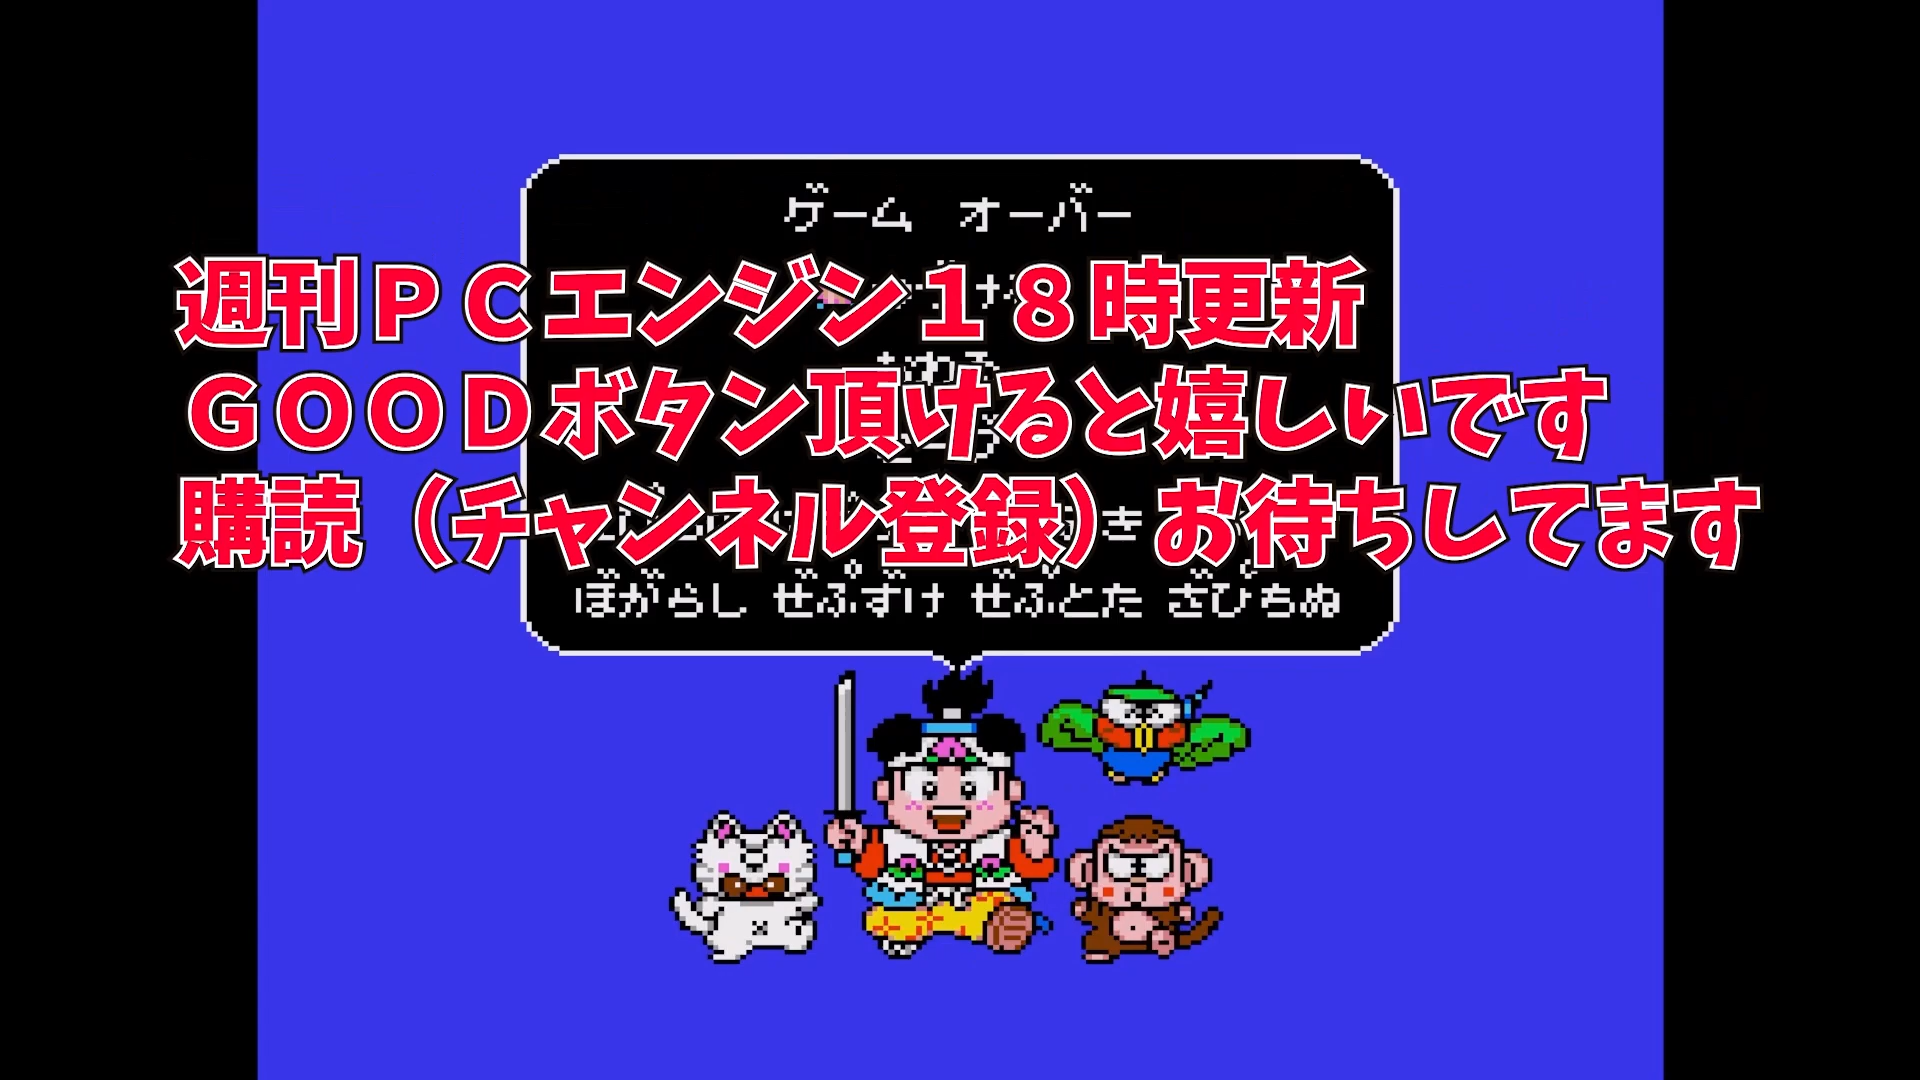 ゲーム オーバー
週刊ＰＣエンジン１８時更新
ＧＯＯＤボタン頂けると嬉しいです
購読（チャンネル登録）お待ちしてます
ぼがらし ぜぷずけ ぜぶとた ざびちぬ